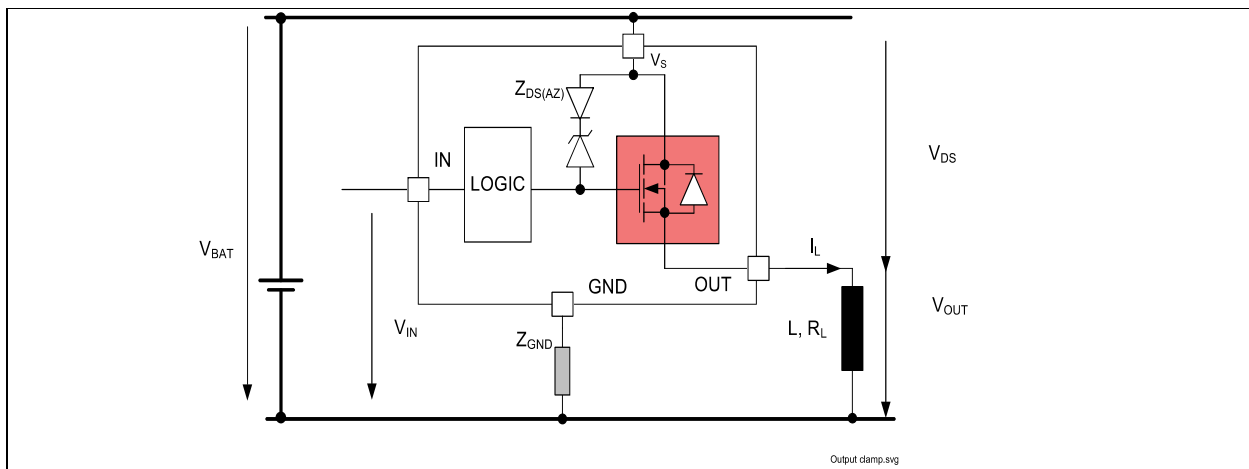 V_S
Z_DS(AZ)
IN
LOGIC
V_DS
V_BAT
I_L
GND
OUT
V_IN
V_OUT
L, R_L
Z_GND
Output clamp.svg